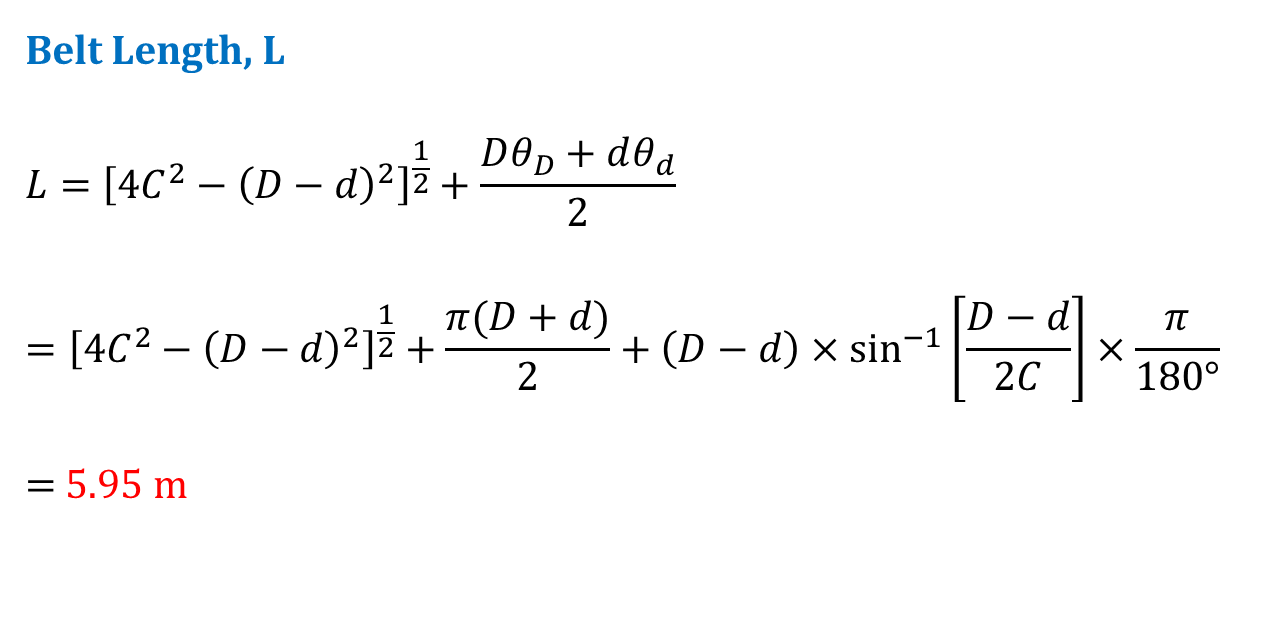 Belt Length, L
L = [4C² − (D − d)²]^(1/2) + (Dθ_D + dθ_d)/2
= [4C² − (D − d)²]^(1/2) + π(D + d)/2 + (D − d) × sin⁻¹[(D − d)/2C] × π/180°
= 5.95 m